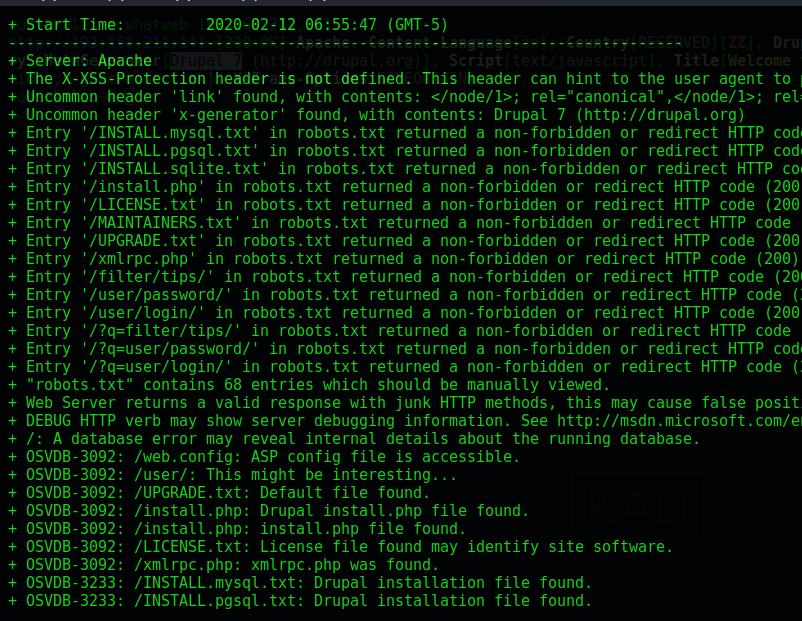 + Start Time:         2020-02-12 06:55:47 (GMT-5)
---------------------------------------------------------------------------
+ Server: Apache
+ The X-XSS-Protection header is not defined. This header can hint to the user agent to
+ Uncommon header 'link' found, with contents: </node/1>; rel="canonical",</node/1>; rel=
+ Uncommon header 'x-generator' found, with contents: Drupal 7 (http://drupal.org)
+ Entry '/INSTALL.mysql.txt' in robots.txt returned a non-forbidden or redirect HTTP code
+ Entry '/INSTALL.pgsql.txt' in robots.txt returned a non-forbidden or redirect HTTP code
+ Entry '/INSTALL.sqlite.txt' in robots.txt returned a non-forbidden or redirect HTTP co
+ Entry '/install.php' in robots.txt returned a non-forbidden or redirect HTTP code (200
+ Entry '/LICENSE.txt' in robots.txt returned a non-forbidden or redirect HTTP code (200
+ Entry '/MAINTAINERS.txt' in robots.txt returned a non-forbidden or redirect HTTP code
+ Entry '/UPGRADE.txt' in robots.txt returned a non-forbidden or redirect HTTP code (200
+ Entry '/xmlrpc.php' in robots.txt returned a non-forbidden or redirect HTTP code (200)
+ Entry '/filter/tips/' in robots.txt returned a non-forbidden or redirect HTTP code (20
+ Entry '/user/password/' in robots.txt returned a non-forbidden or redirect HTTP code (
+ Entry '/user/login/' in robots.txt returned a non-forbidden or redirect HTTP code (200
+ Entry '/?q=filter/tips/' in robots.txt returned a non-forbidden or redirect HTTP code
+ Entry '/?q=user/password/' in robots.txt returned a non-forbidden or redirect HTTP code
+ Entry '/?q=user/login/' in robots.txt returned a non-forbidden or redirect HTTP code (
+ "robots.txt" contains 68 entries which should be manually viewed.
+ Web Server returns a valid response with junk HTTP methods, this may cause false posit
+ DEBUG HTTP verb may show server debugging information. See http://msdn.microsoft.com/e
+ /: A database error may reveal internal details about the running database.
+ OSVDB-3092: /web.config: ASP config file is accessible.
+ OSVDB-3092: /user/: This might be interesting...
+ OSVDB-3092: /UPGRADE.txt: Default file found.
+ OSVDB-3092: /install.php: Drupal install.php file found.
+ OSVDB-3092: /install.php: install.php file found.
+ OSVDB-3092: /LICENSE.txt: License file found may identify site software.
+ OSVDB-3092: /xmlrpc.php: xmlrpc.php was found.
+ OSVDB-3233: /INSTALL.mysql.txt: Drupal installation file found.
+ OSVDB-3233: /INSTALL.pgsql.txt: Drupal installation file found.
KALI